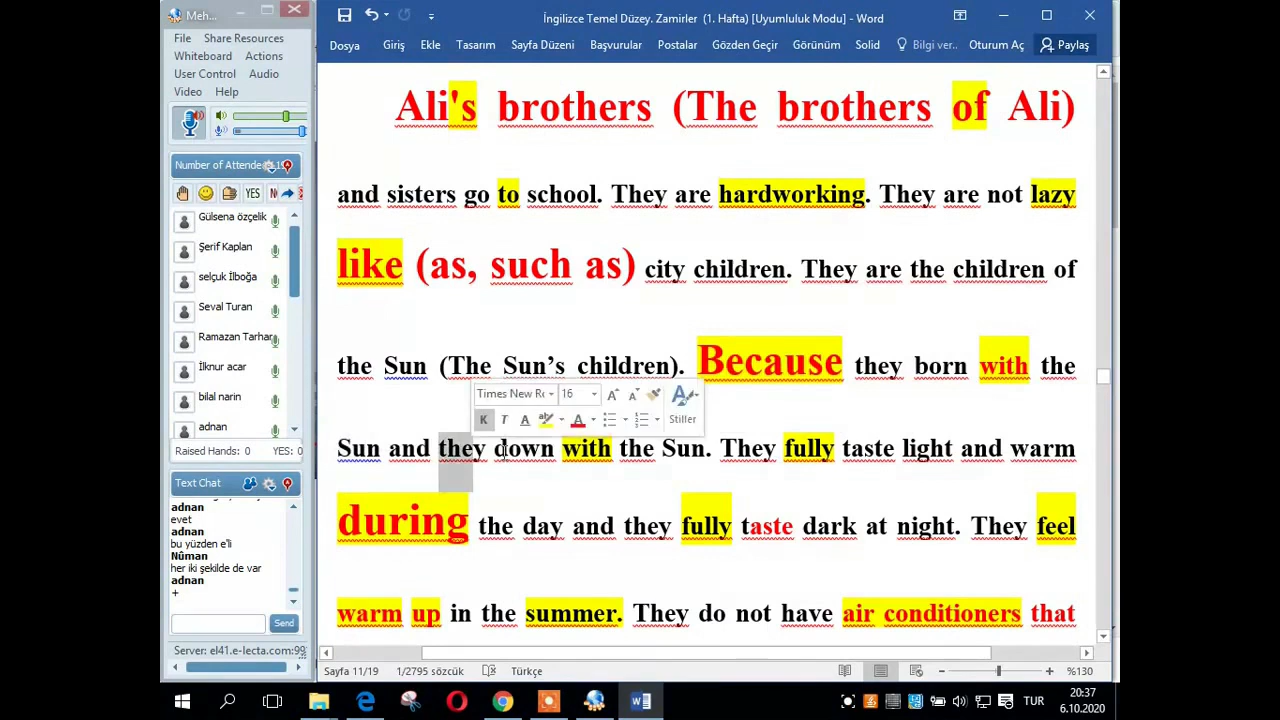 Meh...
File Share Resources
Whiteboard Actions
User Control Audio
Video Help
YES
Gülsena özçelik
Şerif Kaplan
selçuk İlboğa
Seval Turan
Ramazan Tarhar
İlknur acar
bilal narin
adnan
Raised Hands: 0 YES: 0
Text Chat
adnan
evet
adnan
bu yüzden e'li
Nûman
her iki şekilde de var
adnan
+
Send
Server: el41.e-lecta.com:99
İngilizce Temel Düzey. Zamirler (1. Hafta) [Uyumluluk Modu] - Word
Dosya Giriş Ekle Tasarım Sayfa Düzeni Başvurular Postalar Gözden Geçir Görünüm Solid Bilgi ver.. Oturum Aç Paylaş
Ali's brothers (The brothers of Ali)
and sisters go to school. They are hardworking. They are not lazy
like (as, such as) city children. They are the children of
the Sun (The Sun's children). Because they born with the
Times New Ro 16
K T A A Stiller
Sun and they down with the Sun. They fully taste light and warm
during the day and they fully taste dark at night. They feel
warm up in the summer. They do not have air conditioners that
Sayfa 11/19 1/2795 sözcük Türkçe %130
TUR 20:37
6.10.2020